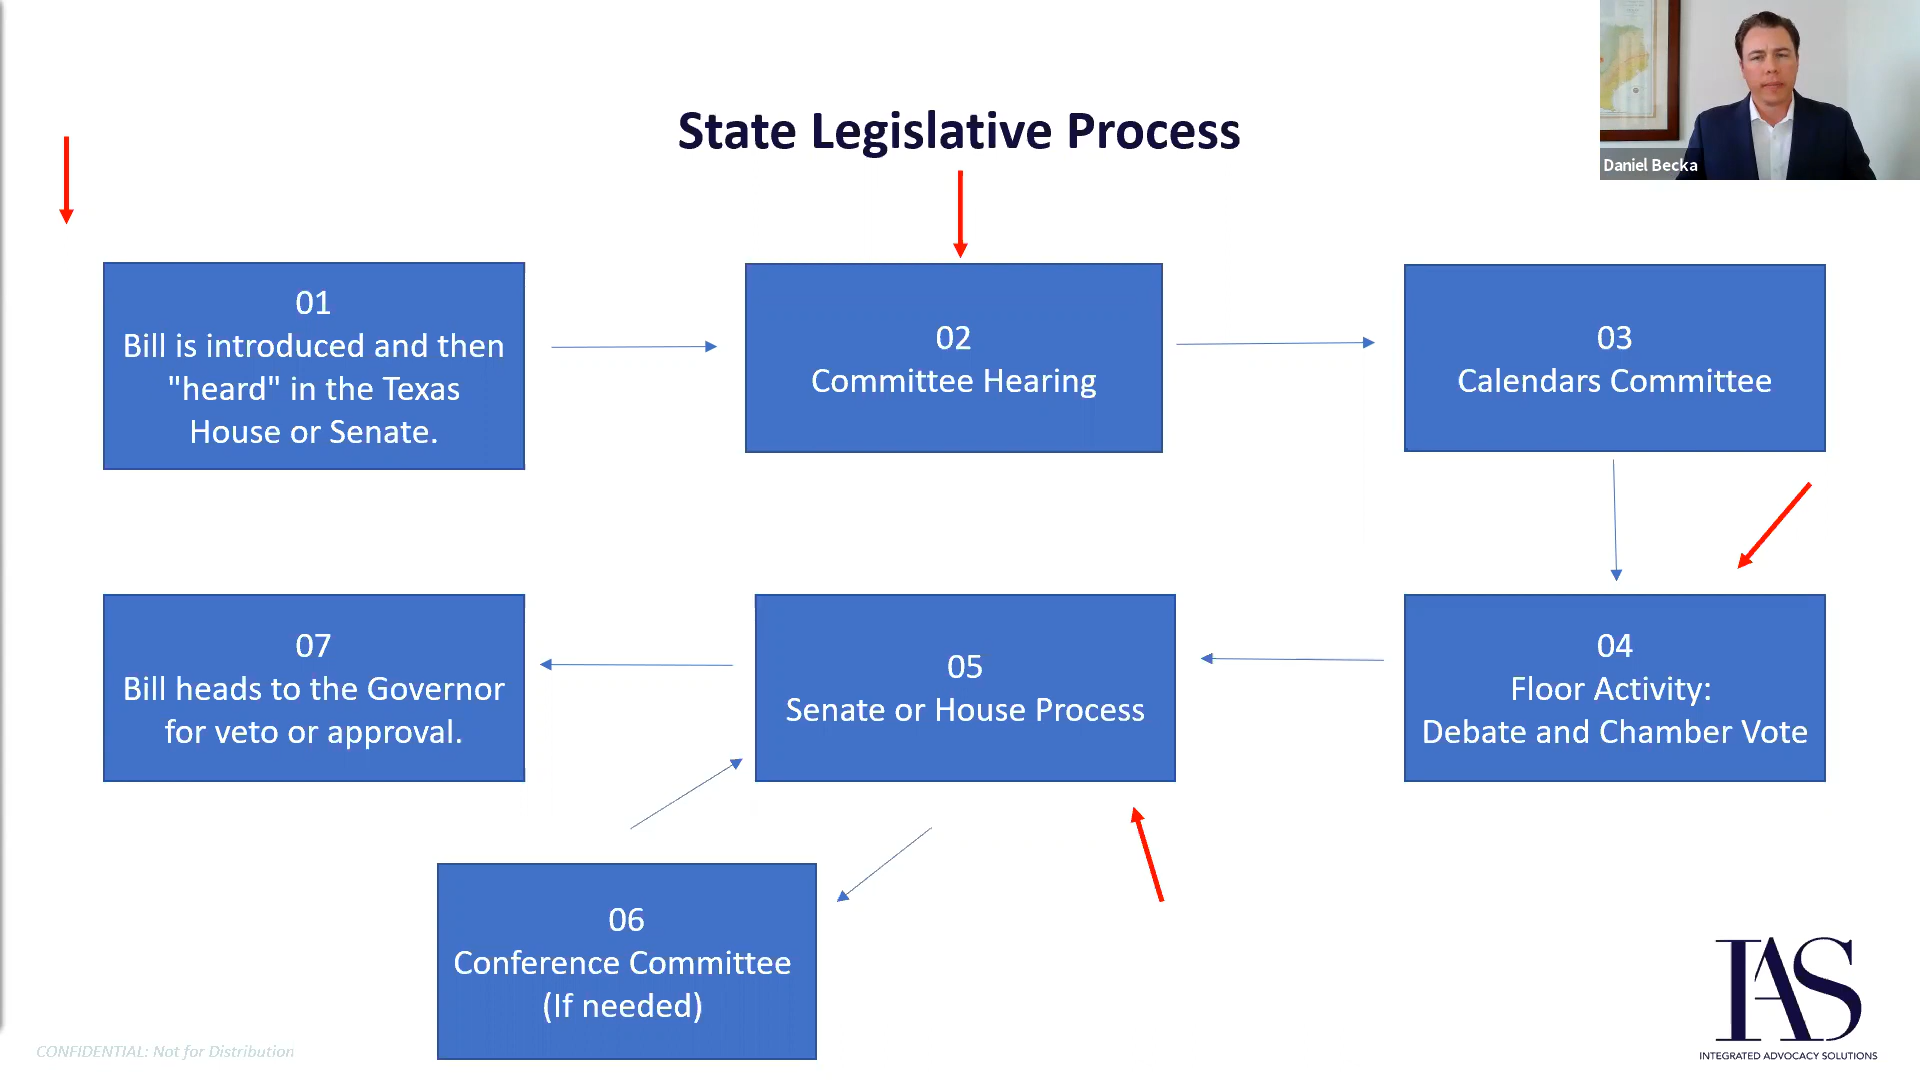 State Legislative Process
Daniel Becka
01
Bill is introduced and then
"heard" in the Texas
House or Senate.
02
Committee Hearing
03
Calendars Committee
07
Bill heads to the Governor
for veto or approval.
05
Senate or House Process
04
Floor Activity:
Debate and Chamber Vote
06
Conference Committee
(If needed)
IAS
INTEGRATED ADVOCACY SOLUTIONS
CONFIDENTIAL: Not for Distribution